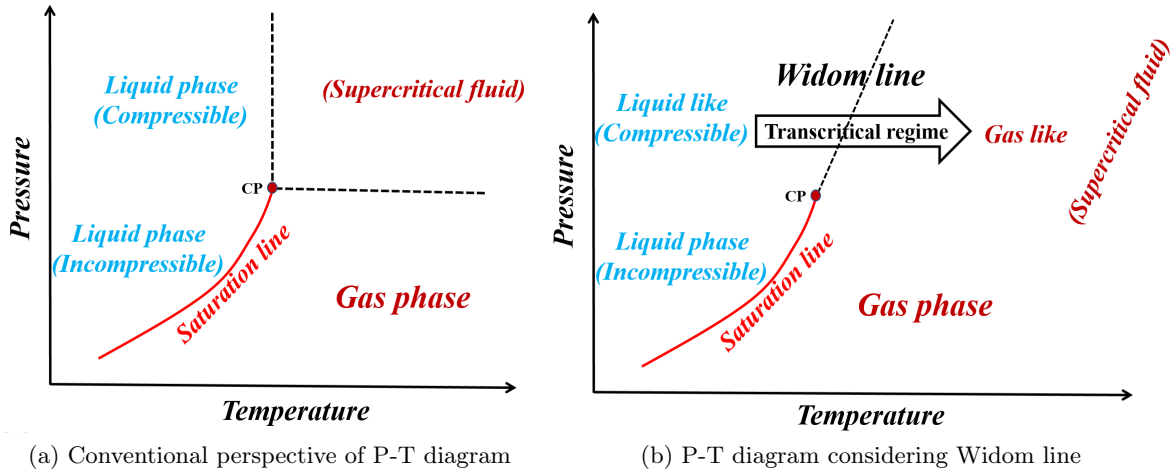 Pressure
Liquid phase
(Compressible)
(Supercritical fluid)
CP
Liquid phase
(Incompressible)
Saturation line
Gas phase
Temperature
(a) Conventional perspective of P-T diagram
Pressure
Widom line
Liquid like
(Compressible)
Transcritical regime
Gas like
(Supercritical fluid)
CP
Liquid phase
(Incompressible)
Saturation line
Gas phase
Temperature
(b) P-T diagram considering Widom line